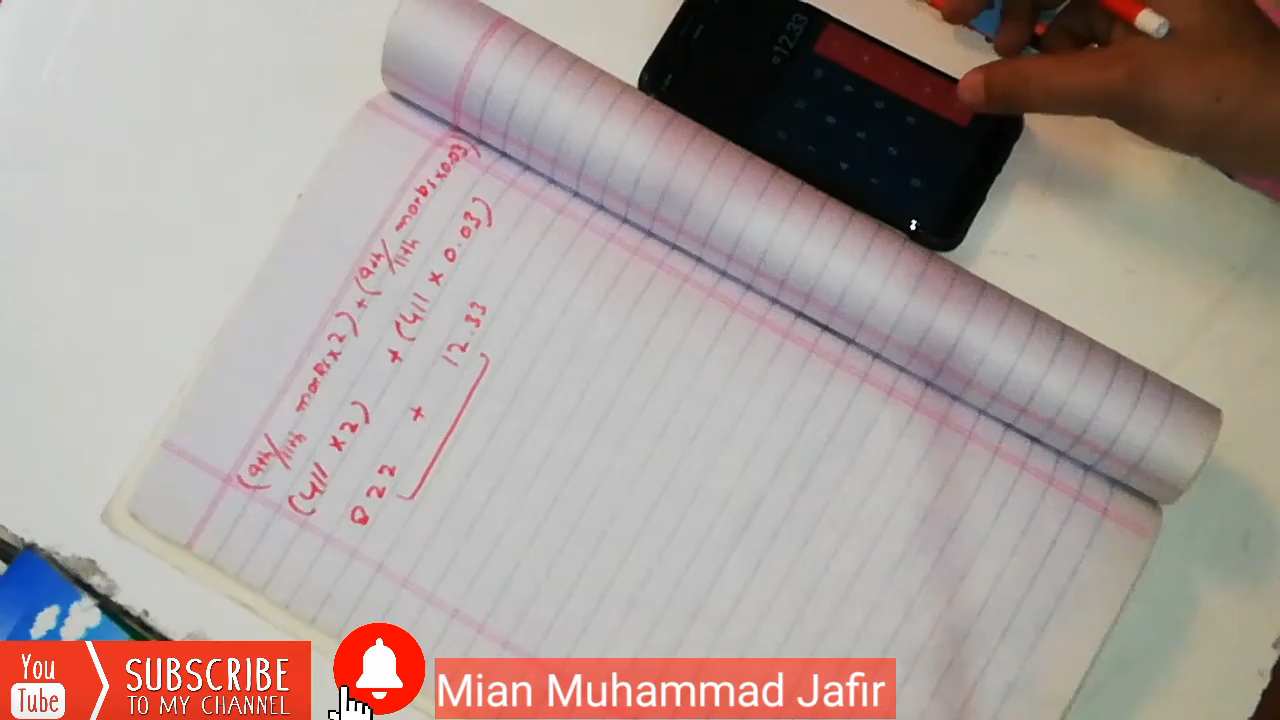 (9th/11th marks x 2) + (9th/11th marks x 0.03)
(411 x 2) + (411 x 0.03)
822 + 12.33
=12.33
You
Tube
SUBSCRIBE
TO MY CHANNEL
Mian Muhammad Jafir